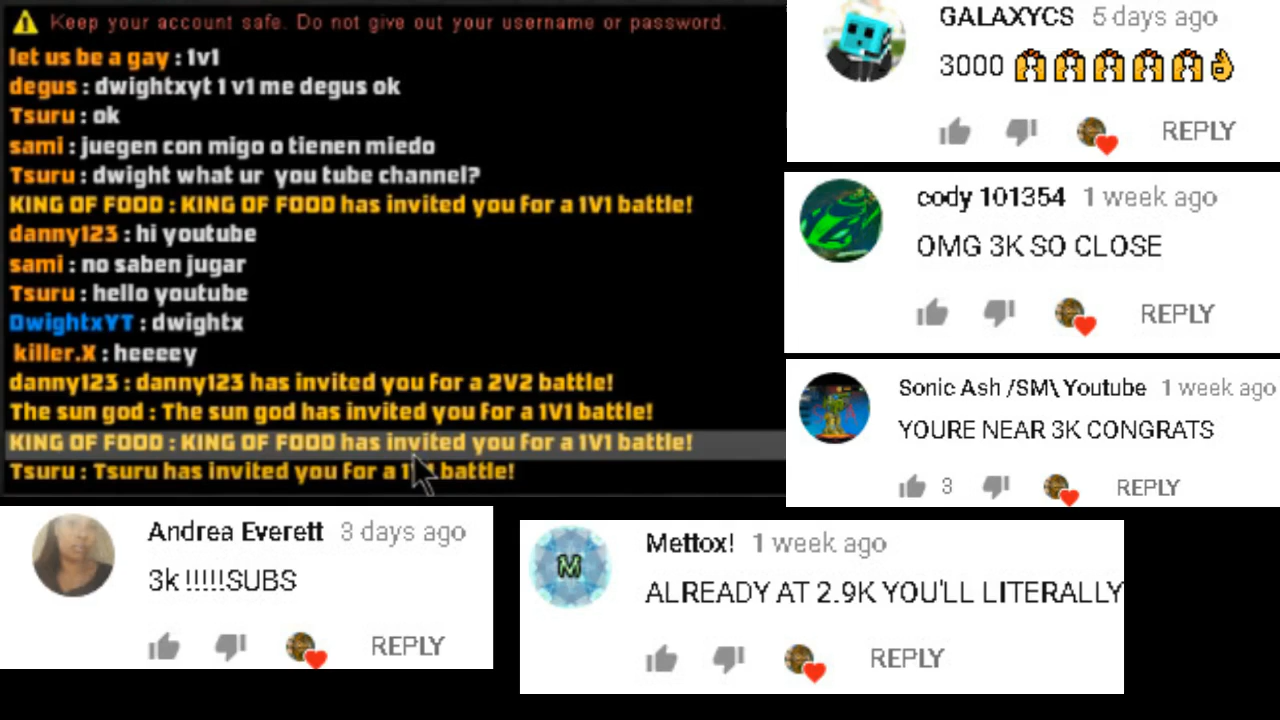 Keep your account safe. Do not give out your username or password.
let us be a gay : 1v1
degus : dwightxyt 1 v1 me degus ok
Tsuru : ok
sami : juegen con migo o tienen miedo
Tsuru : dwight what ur you tube channel?
KING OF FOOD : KING OF FOOD has invited you for a 1V1 battle!
danny123 : hi youtube
sami : no saben jugar
Tsuru : hello youtube
DwightxYT : dwightx
killer.X : heeeey
danny123 : danny123 has invited you for a 2V2 battle!
The sun god : The sun god has invited you for a 1V1 battle!
KING OF FOOD : KING OF FOOD has invited you for a 1V1 battle!
Tsuru : Tsuru has invited you for a battle!
GALAXYCS 5 days ago
3000 🙌🙌🙌🙌🙌👌
REPLY
cody 101354 1 week ago
OMG 3K SO CLOSE
REPLY
Sonic Ash /SM\ Youtube 1 week ago
YOURE NEAR 3K CONGRATS
3 REPLY
Andrea Everett 3 days ago
3k !!!!!SUBS
REPLY
M
Mettox! 1 week ago
ALREADY AT 2.9K YOU'LL LITERALLY
REPLY